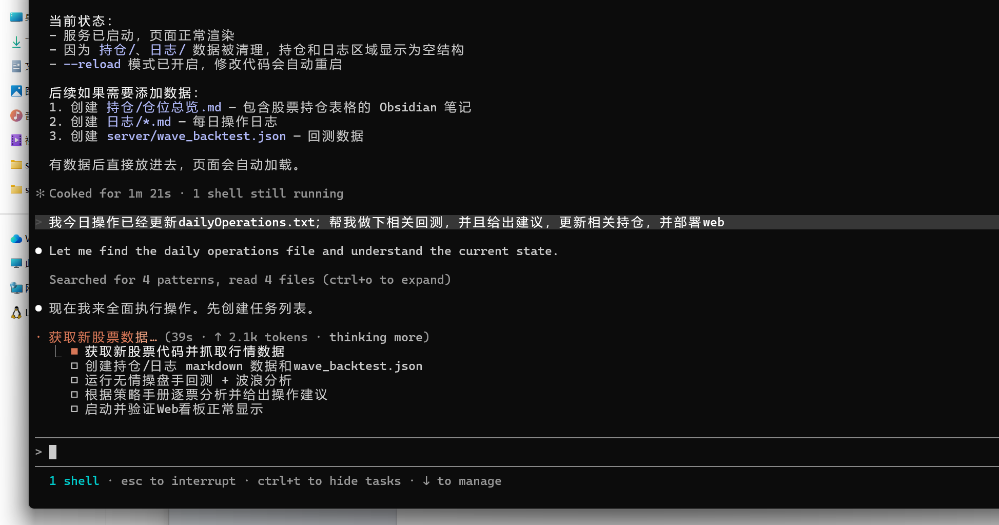 当前状态：
- 服务已启动，页面正常渲染
- 因为 持仓/、日志/ 数据被清理，持仓和日志区域显示为空结构
- --reload 模式已开启，修改代码会自动重启
后续如果需要添加数据：
1. 创建 持仓/仓位总览.md — 包含股票持仓表格的 Obsidian 笔记
2. 创建 日志/*.md — 每日操作日志
3. 创建 server/wave_backtest.json — 回测数据
有数据后直接放进去，页面会自动加载。
✻ Cooked for 1m 21s · 1 shell still running
> 我今日操作已经更新dailyOperations.txt；帮我做下相关回测，并且给出建议，更新相关持仓，并部署web
● Let me find the daily operations file and understand the current state.
Searched for 4 patterns, read 4 files (ctrl+o to expand)
● 现在我来全面执行操作。先创建任务列表。
· 获取新股票数据… (39s · ↑ 2.1k tokens · thinking more)
⎿ ■ 获取新股票代码并抓取行情数据
□ 创建持仓/日志 markdown 数据和wave_backtest.json
□ 运行无情操盘手回测 + 波浪分析
□ 根据策略手册逐票分析并给出操作建议
□ 启动并验证Web看板正常显示
>
1 shell · esc to interrupt · ctrl+t to hide tasks · ↓ to manage